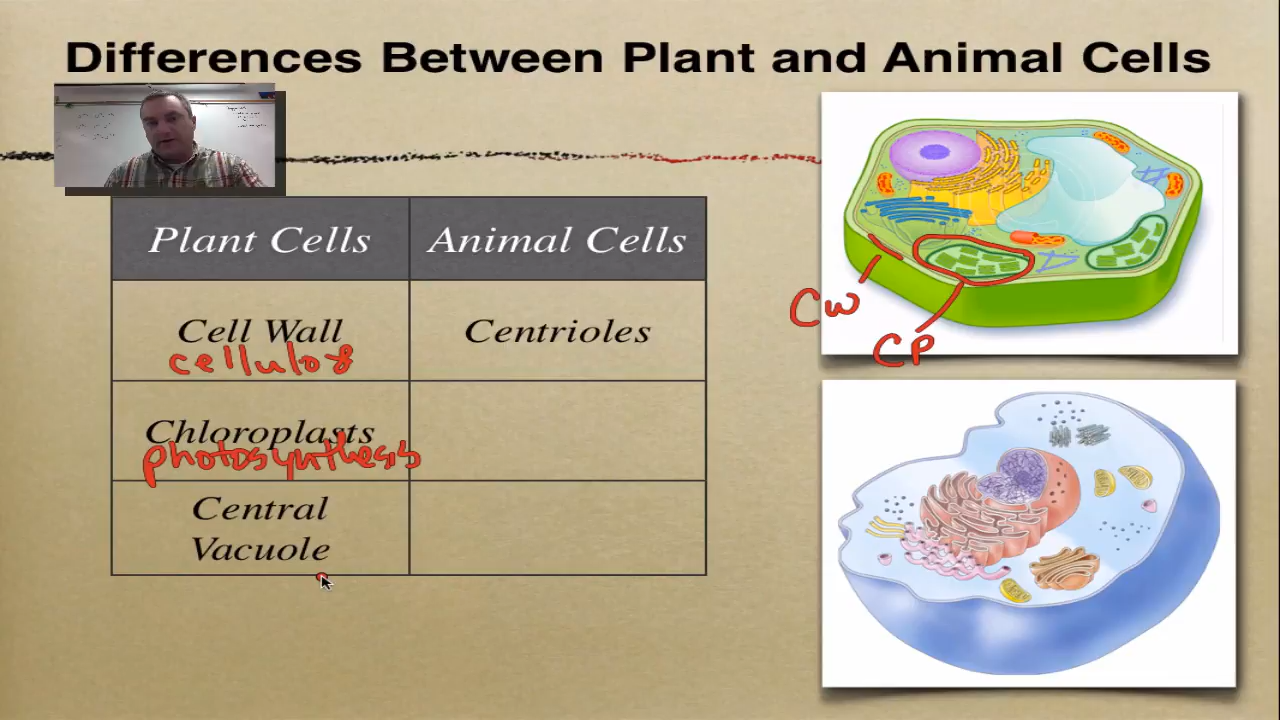 Differences Between Plant and Animal Cells
Plant Cells
Animal Cells
Cell Wall
cellulose
Centrioles
Chloroplasts
photosynthesis
Central
Vacuole
CW
CP